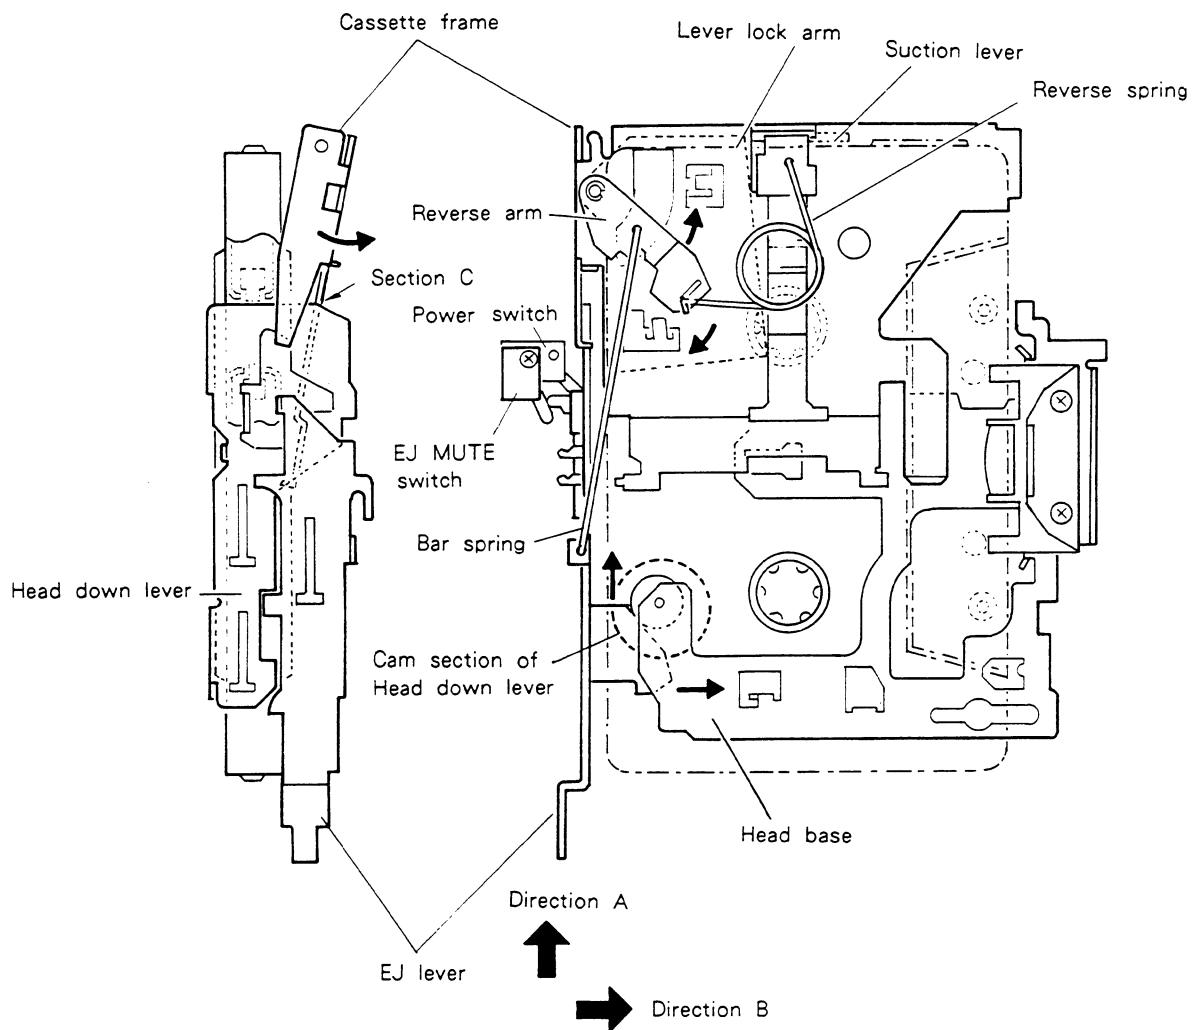 Cassette frame
Lever lock arm
Suction lever
Reverse spring
Reverse arm
Section C
Power switch
EJ MUTE
switch
Bar spring
Head down lever
Cam section of
Head down lever
Head base
Direction A
EJ lever
Direction B